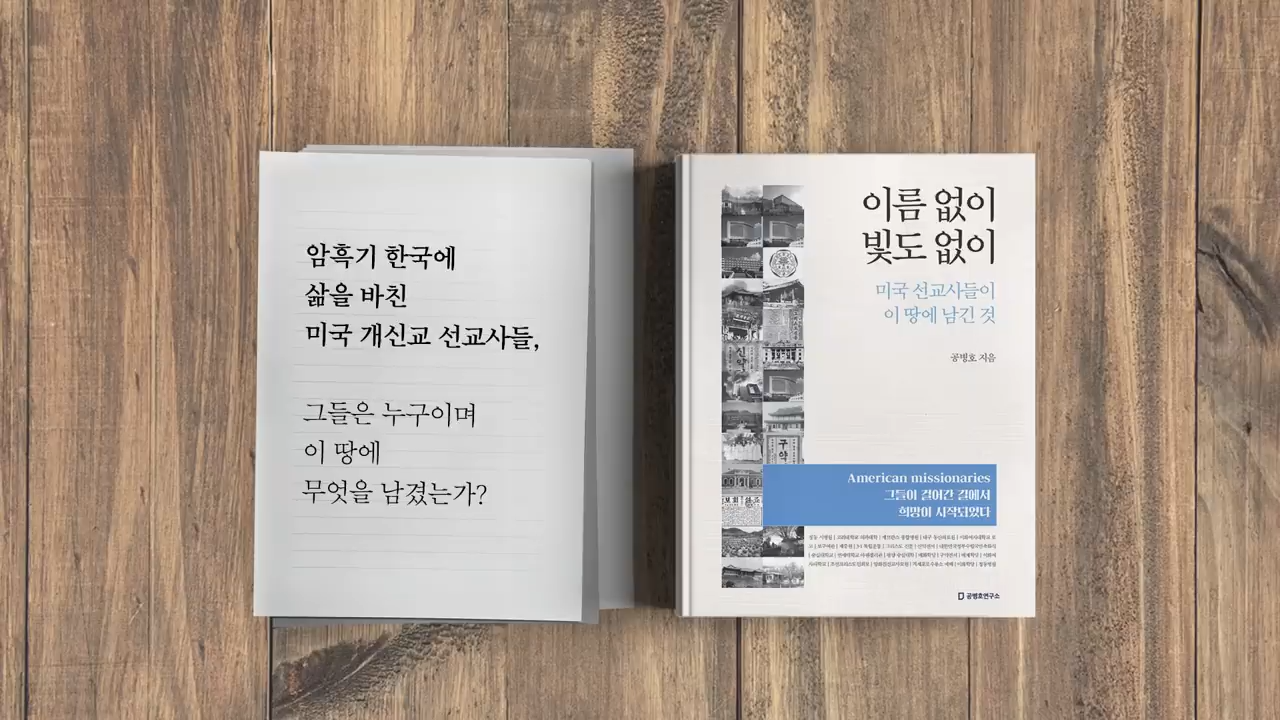 암흑기 한국에
삶을 바친
미국 개신교 선교사들,
그들은 누구이며
이 땅에
무엇을 남겼는가?
이름 없이
빛도 없이
미국 선교사들이
이 땅에 남긴 것
공병호 지음
구약
American missionaries
그들이 걸어간 길에서
희망이 시작되었다
공병호연구소